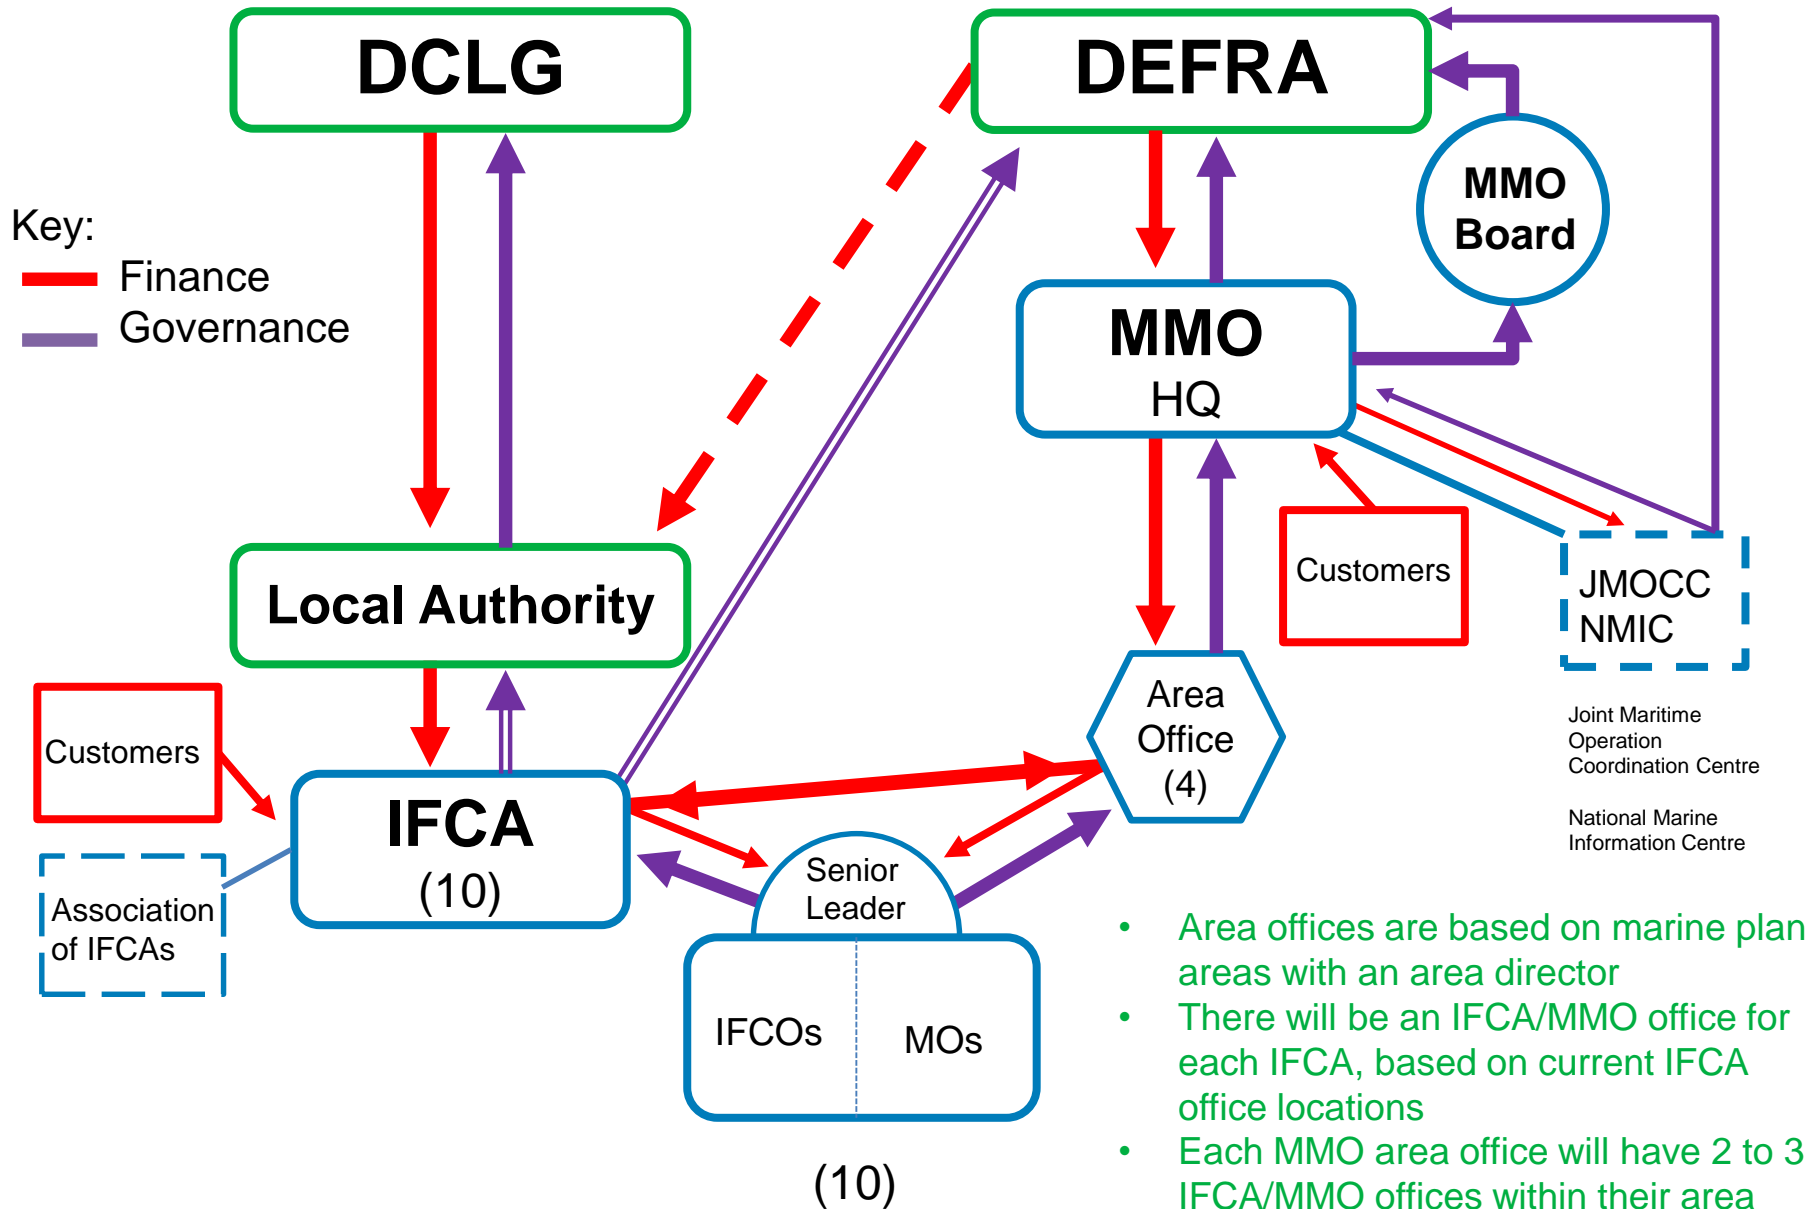 DCLG
DEFRA
MMO
Board
Key:
Finance
Governance
MMO
HQ
Customers
JMOCC
NMIC
Local Authority
Area
Office
(4)
Joint Maritime
Operation
Coordination Centre
National Marine
Information Centre
Customers
IFCA
(10)
Senior
Leader
Association
of IFCAs
IFCOs
MOs
(10)
• Area offices are based on marine plan
areas with an area director
• There will be an IFCA/MMO office for
each IFCA, based on current IFCA
office locations
• Each MMO area office will have 2 to 3
IFCA/MMO offices within their area